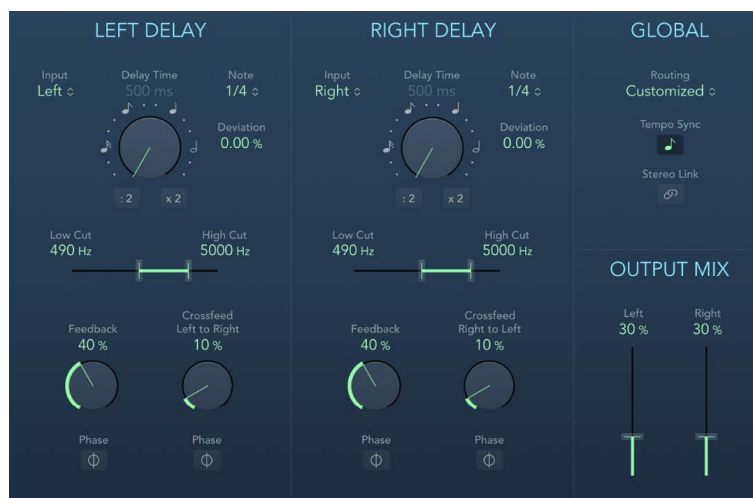 LEFT DELAY
Input
Left
Delay Time
500 ms
Note
1/4
Deviation
0.00 %
: 2
x 2
Low Cut
490 Hz
High Cut
5000 Hz
Feedback
40 %
Crossfeed
Left to Right
10 %
Phase
Phase
RIGHT DELAY
Input
Right
Delay Time
500 ms
Note
1/4
Deviation
0.00 %
: 2
x 2
Low Cut
490 Hz
High Cut
5000 Hz
Feedback
40 %
Crossfeed
Right to Left
10 %
Phase
Phase
GLOBAL
Routing
Customized
Tempo Sync
Stereo Link
OUTPUT MIX
Left
30 %
Right
30 %